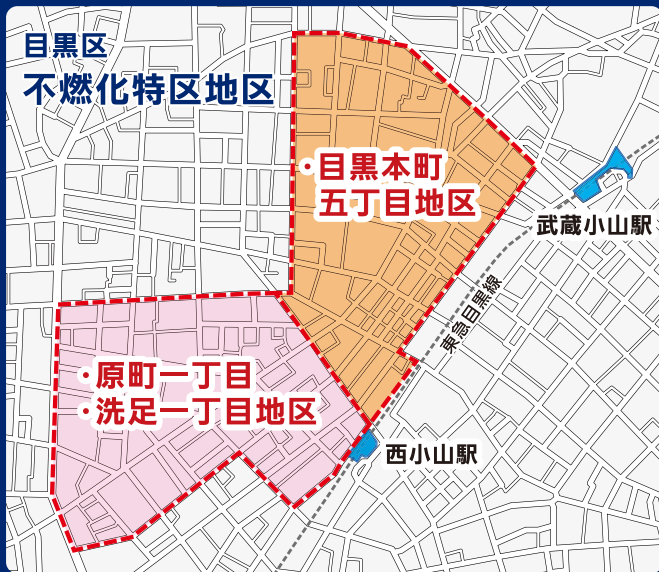 目黒区
不燃化特区地区
・目黒本町
五丁目地区
武蔵小山駅
東急目黒線
・原町一丁目
・洗足一丁目地区
西小山駅